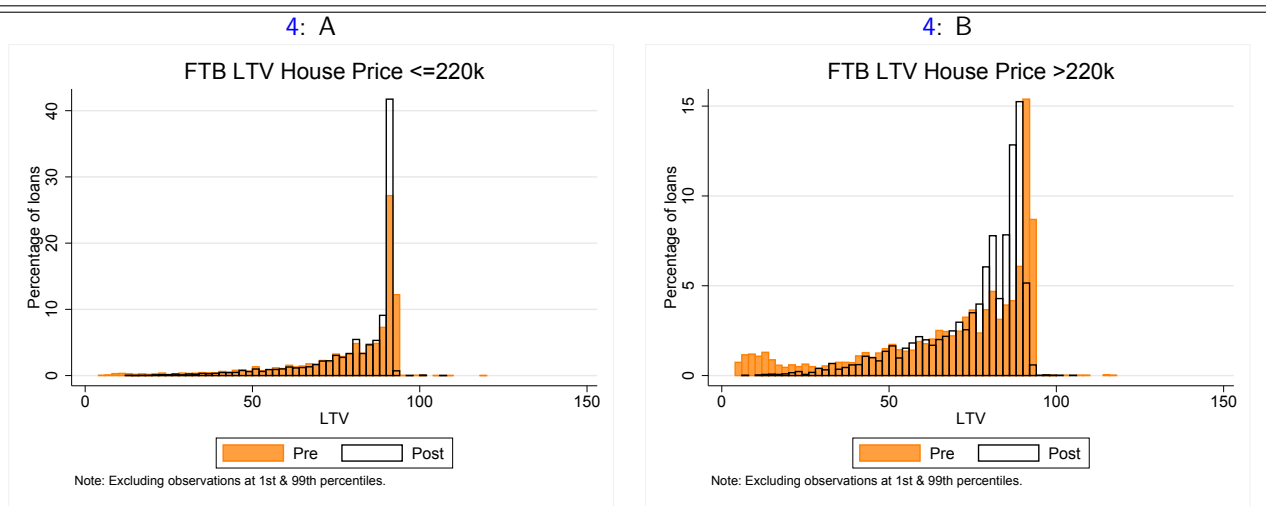 4: A
FTB LTV House Price <=220k
Percentage of loans
40
30
20
10
0
0 50 100 150
LTV
Pre Post
Note: Excluding observations at 1st & 99th percentiles.
4: B
FTB LTV House Price >220k
Percentage of loans
15
10
5
0
0 50 100 150
LTV
Pre Post
Note: Excluding observations at 1st & 99th percentiles.